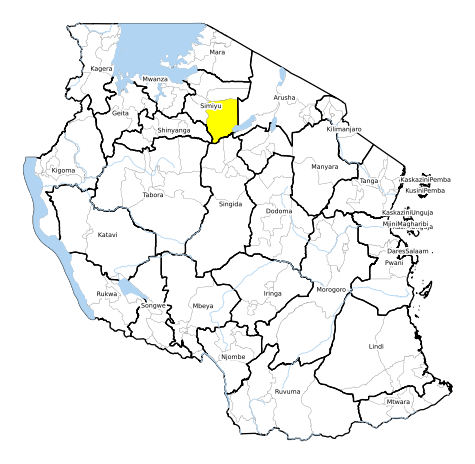 Mara
Kagera
Mwanza
Arusha
Simiyu
Geita
Shinyanga
Kilimanjaro
Manyara
Kigoma
Tanga
KaskaziniPemba
KusiniPemba
Tabora
Singida
Dodoma
KaskaziniUnguja
MjiniMagharibi
Katavi
DaresSalaam
Pwani
Rukwa
Songwe
Mbeya
Iringa
Morogoro
Lindi
Njombe
Ruvuma
Mtwara